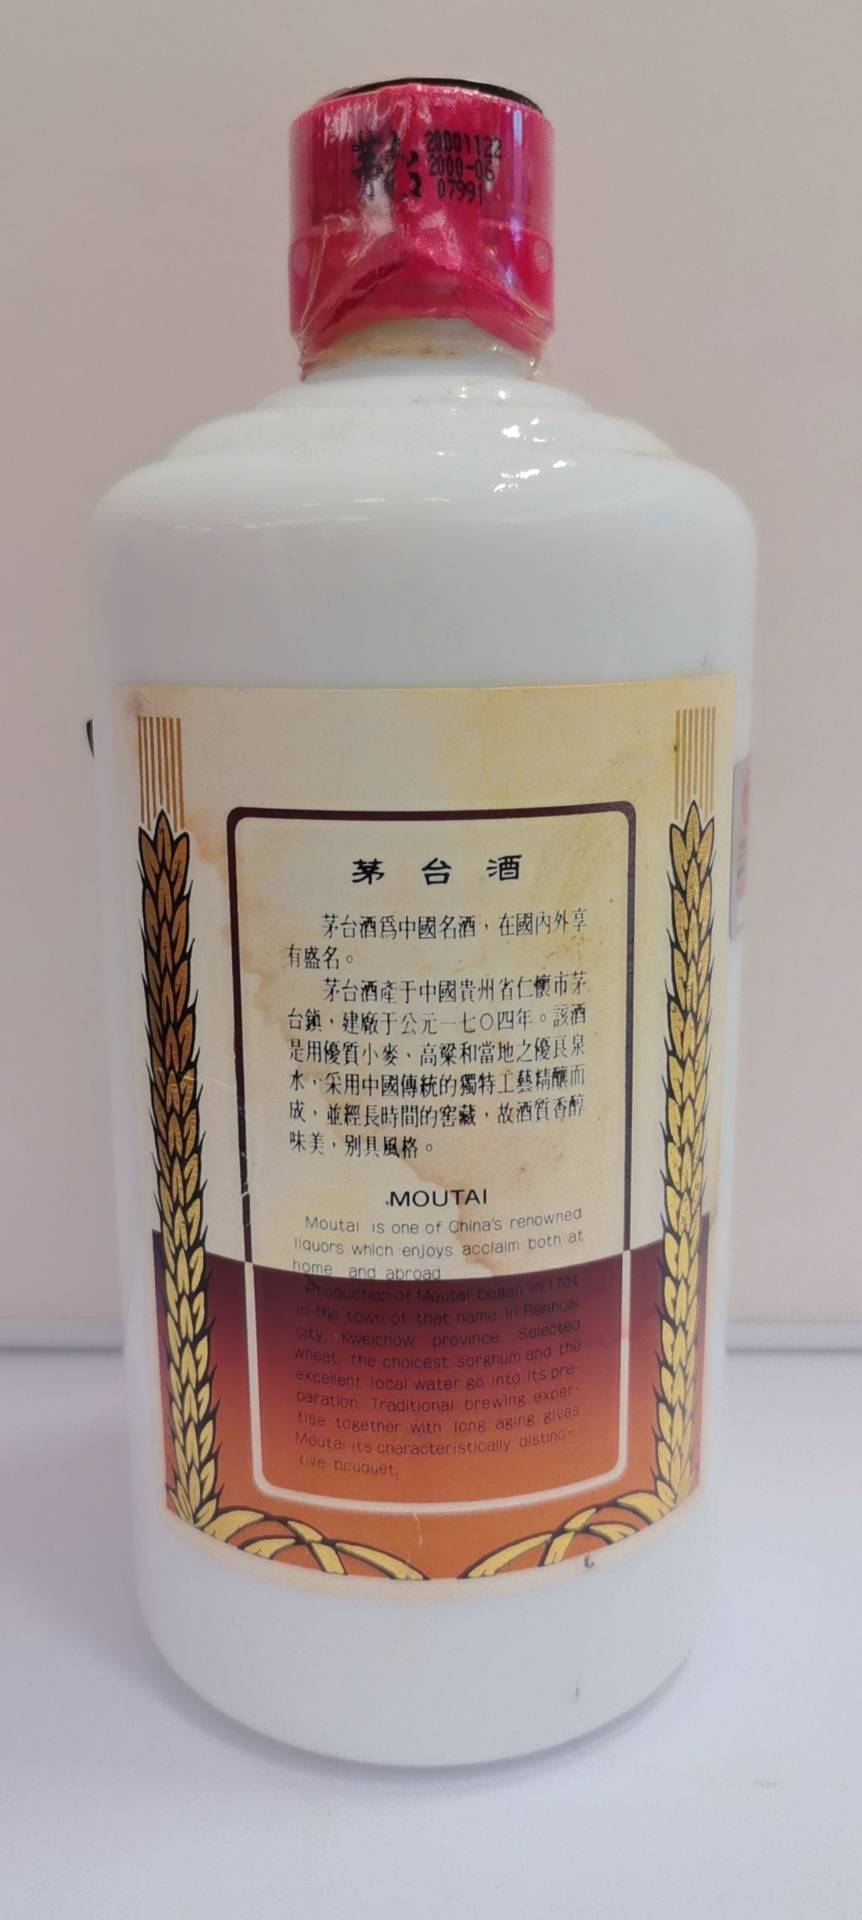 20001122
2000-06
07991
茅台酒
茅台酒爲中國名酒，在國內外享
有盛名。
茅台酒產于中國貴州省仁懷市茅
台鎮，建廠于公元一七〇四年。該酒
是用優質小麥、高粱和當地之優良泉
水，采用中國傳統的獨特工藝精釀而
成，並經長時間的窖藏，故酒質香醇
味美，別具風格。
MOUTAI
Moutai is one of China's renowned
liquors which enjoys acclaim both at
home and abroad
Production of Moutai began in 1704
in the town of that name in Renhuai
city, Kweichow province. Selected
wheat, the choicest sorghum and the
excellent local water go into its pre-
paration. Traditional brewing exper-
tise together with long aging gives
Moutai its characteristically distinc-
tive bouquet.